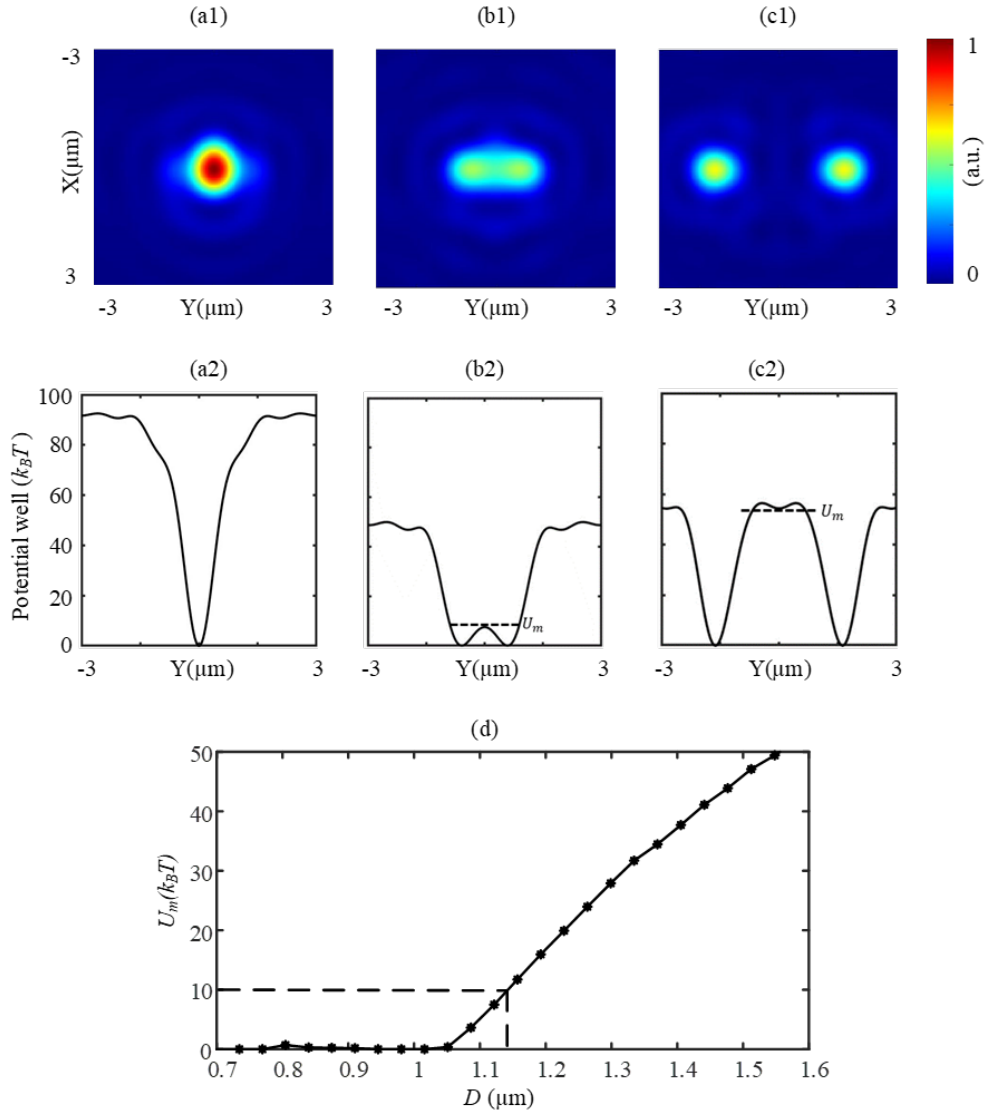 (a1) (b1) (c1)
-3 1
X(μm) (a.u.)
3 0
-3 Y(μm) 3 -3 Y(μm) 3 -3 Y(μm) 3
(a2) (b2) (c2)
100
80
60
40
20
0
Potential well (k_BT)
U_m
U_m
-3 Y(μm) 3 -3 Y(μm) 3 -3 Y(μm) 3
(d)
50
40
30
20
10
0
U_m(k_BT)
0.7 0.8 0.9 1 1.1 1.2 1.3 1.4 1.5 1.6
D (μm)